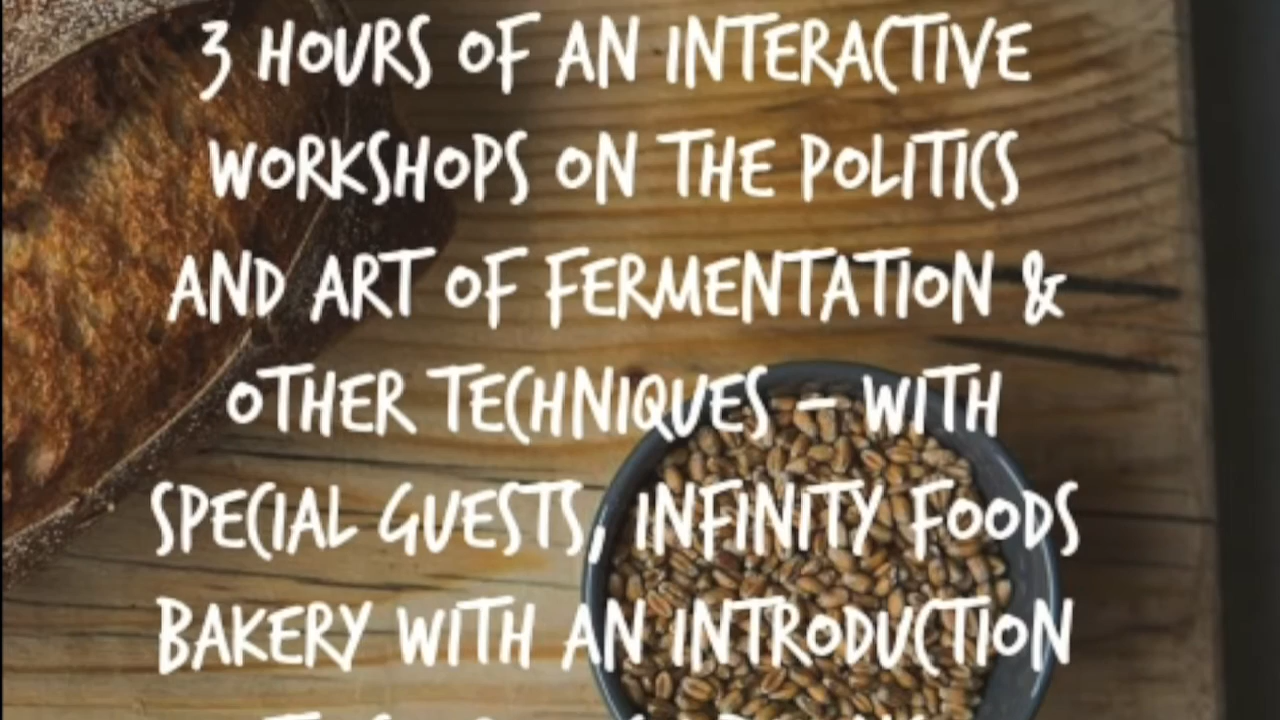 3 HOURS OF AN INTERACTIVE
WORKSHOPS ON THE POLITICS
AND ART OF FERMENTATION &
OTHER TECHNIQUES – WITH
SPECIAL GUESTS, INFINITY FOODS
BAKERY WITH AN INTRODUCTION